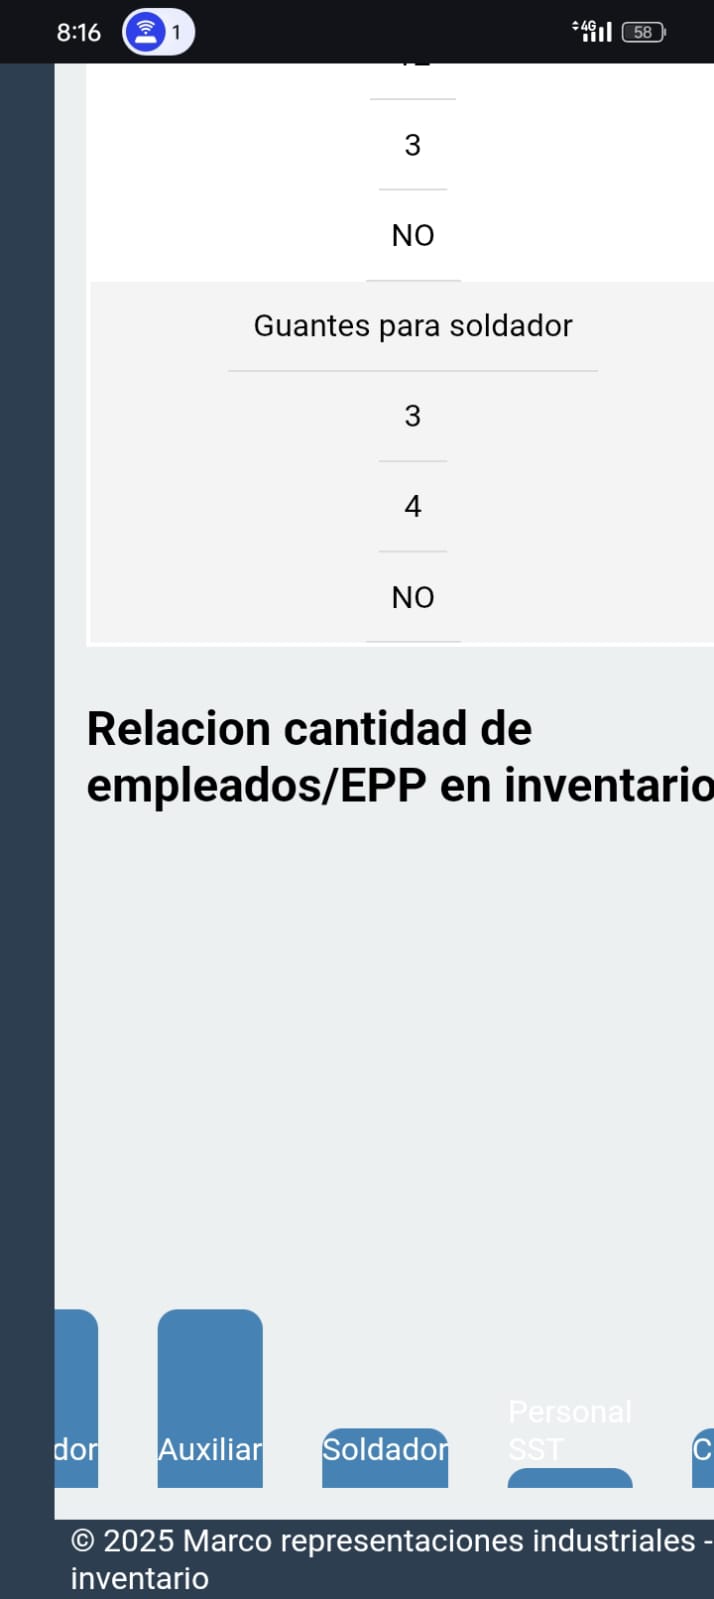 8:16 1 4G 58
3
NO
Guantes para soldador
3
4
NO
Relacion cantidad de
empleados/EPP en inventario
dor Auxiliar Soldador Personal
SST C
© 2025 Marco representaciones industriales -
inventario